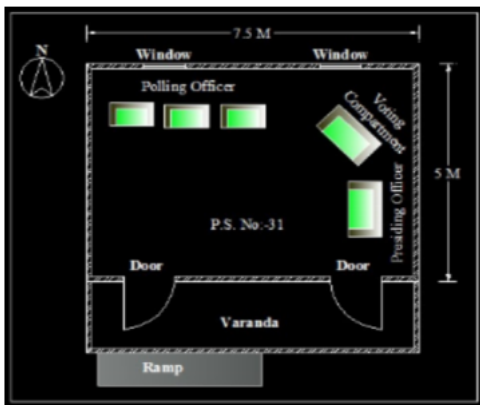 7.5 M
N
Window
Window
Polling Officer
Voting
Compartment
5 M
Presiding Officer
P.S. No:-31
Door
Door
Varanda
Ramp